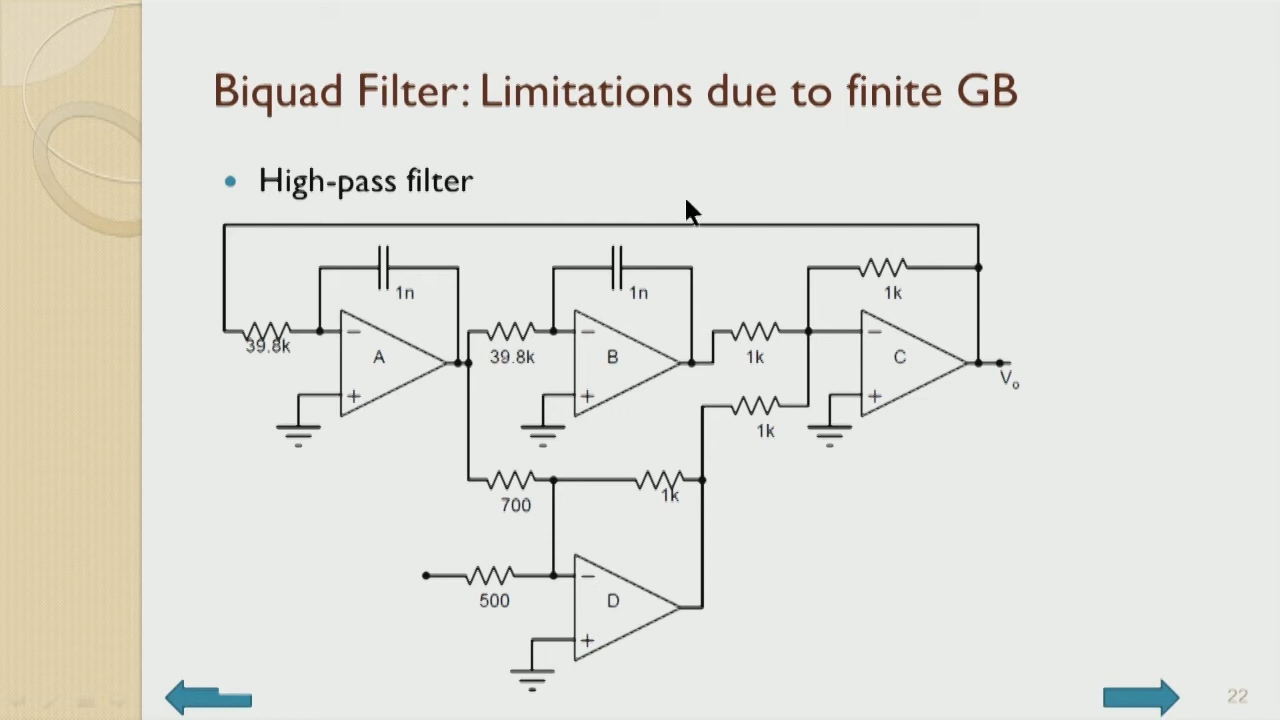 Biquad Filter: Limitations due to finite GB
• High-pass filter
1n
1n
1k
39.8k
A
39.8k
B
1k
C
Vo
1k
700
1k
500
D
22